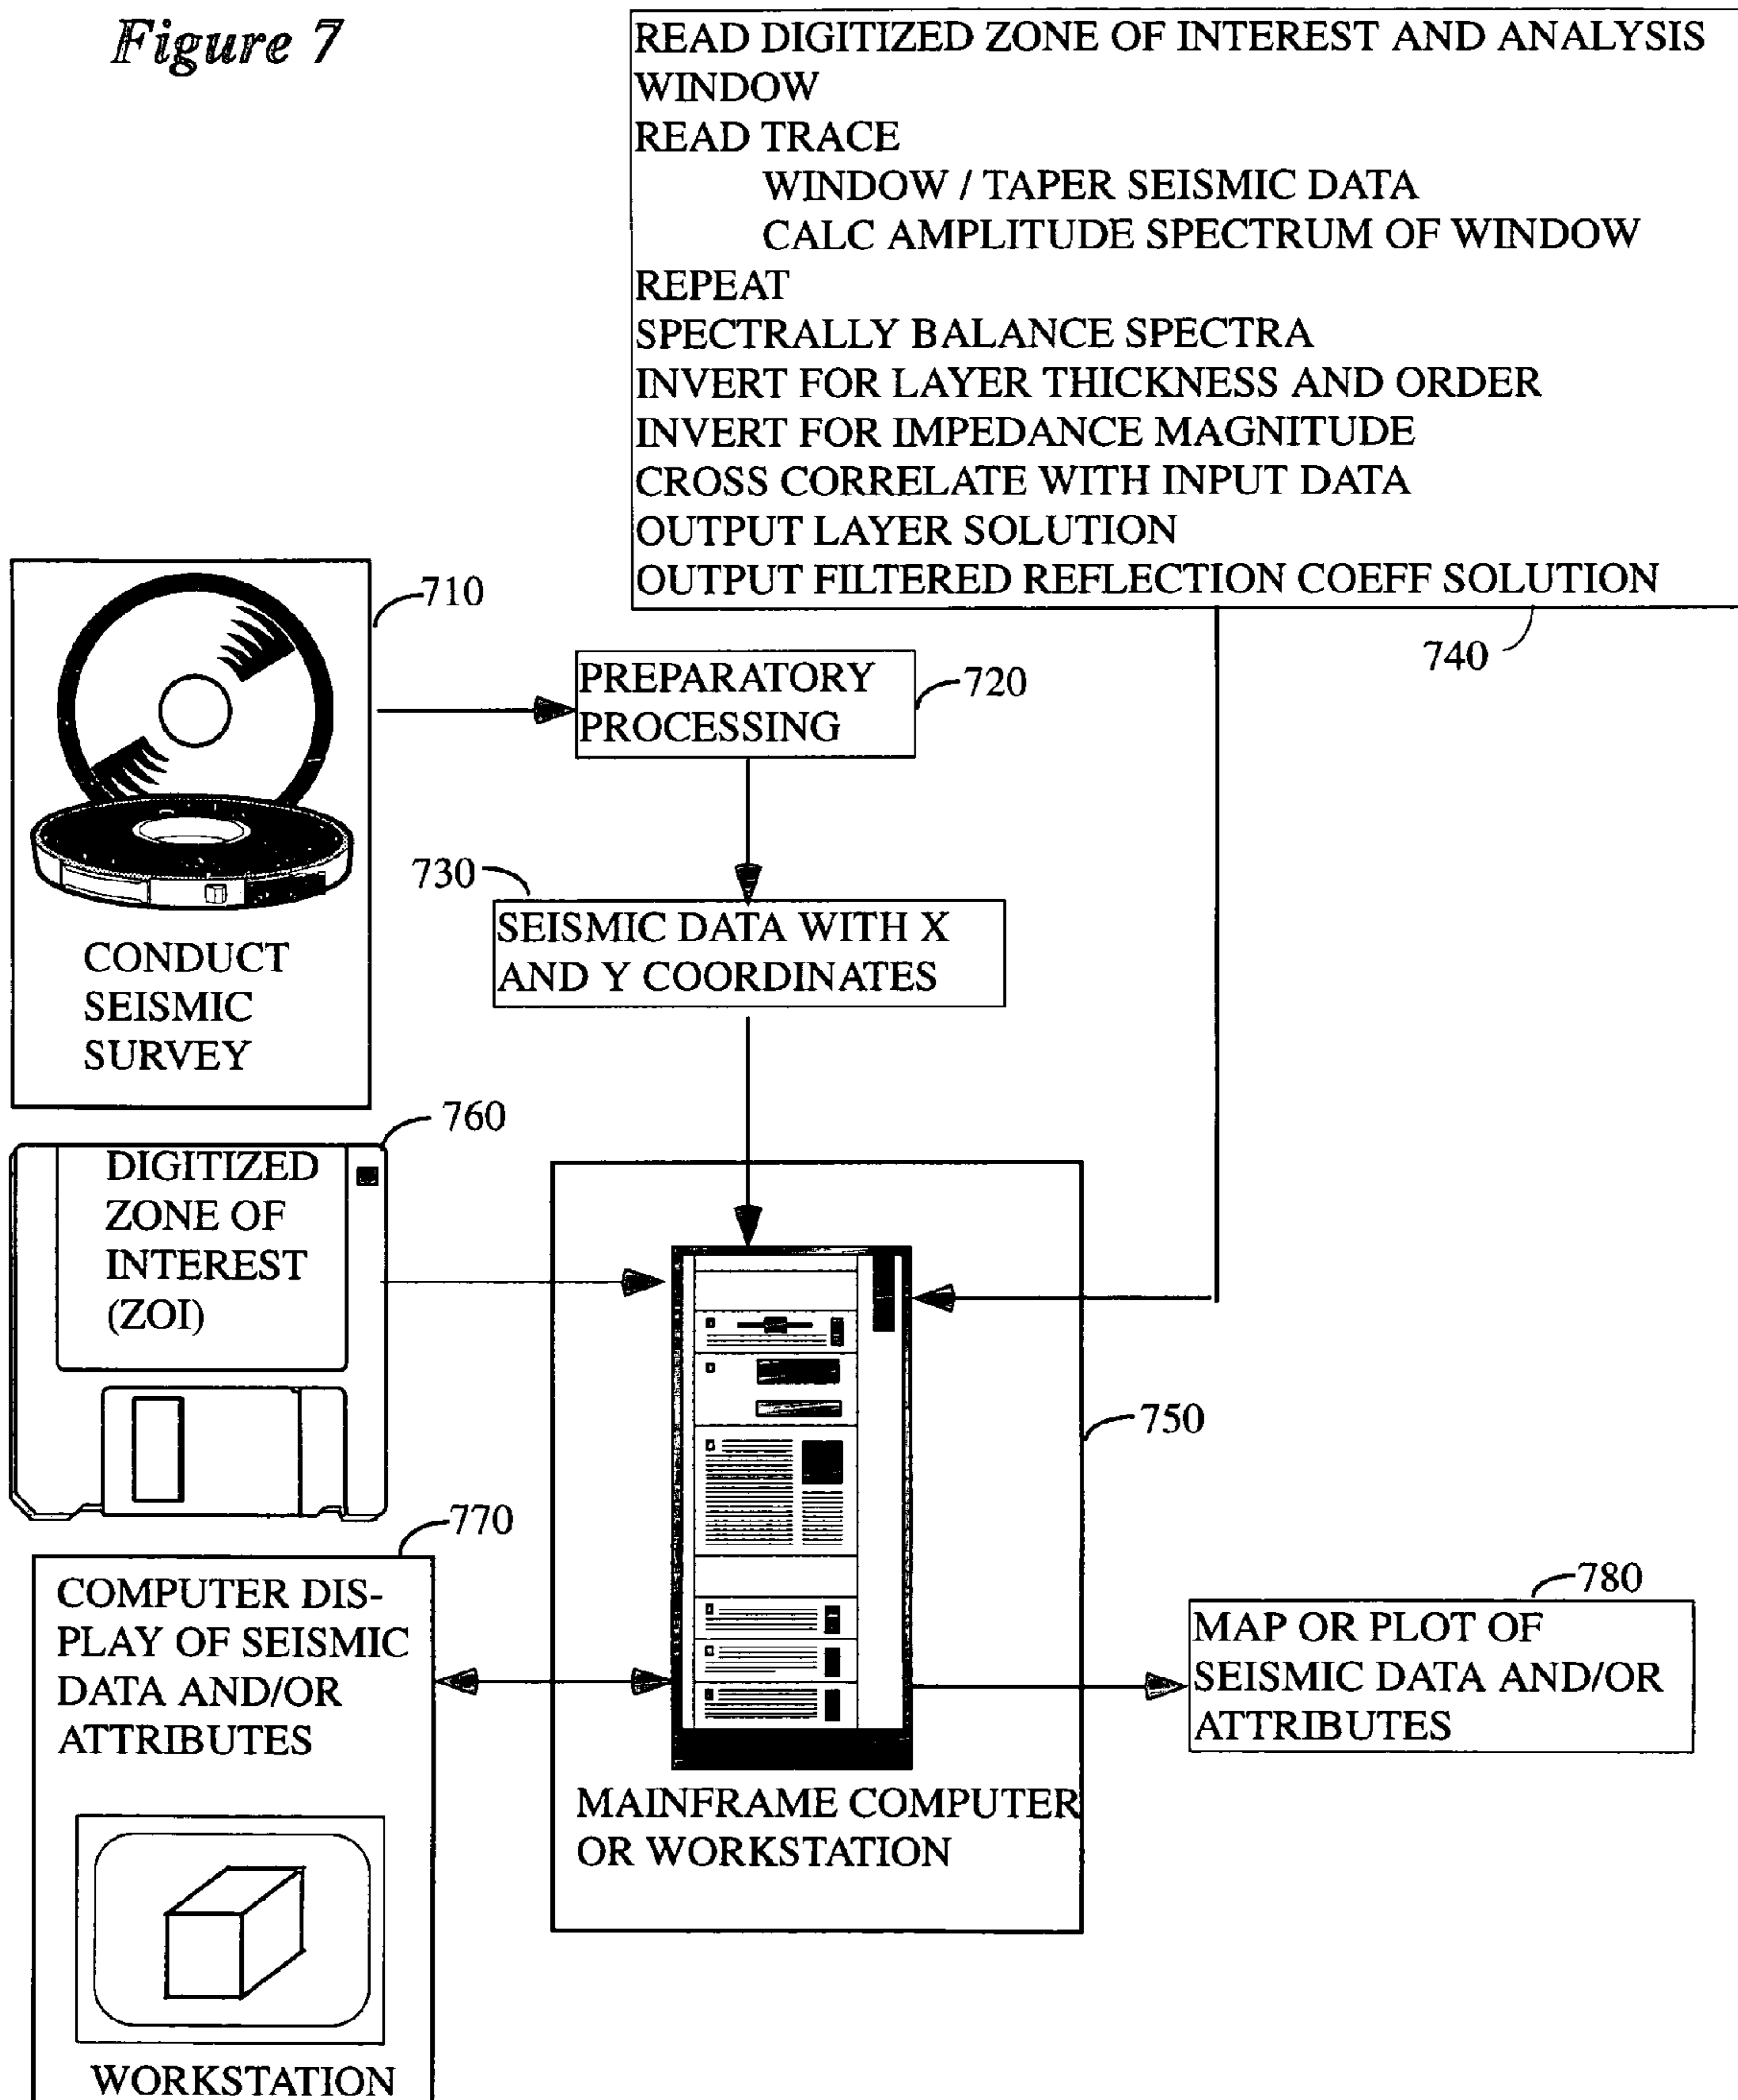 Figure 7
READ DIGITIZED ZONE OF INTEREST AND ANALYSIS
WINDOW
READ TRACE
WINDOW / TAPER SEISMIC DATA
CALC AMPLITUDE SPECTRUM OF WINDOW
REPEAT
SPECTRALLY BALANCE SPECTRA
INVERT FOR LAYER THICKNESS AND ORDER
INVERT FOR IMPEDANCE MAGNITUDE
CROSS CORRELATE WITH INPUT DATA
OUTPUT LAYER SOLUTION
OUTPUT FILTERED REFLECTION COEFF SOLUTION
740
710
CONDUCT
SEISMIC
SURVEY
PREPARATORY
PROCESSING
720
730
SEISMIC DATA WITH X
AND Y COORDINATES
760
DIGITIZED
ZONE OF
INTEREST
(ZOI)
750
MAINFRAME COMPUTER
OR WORKSTATION
770
COMPUTER DIS-
PLAY OF SEISMIC
DATA AND/OR
ATTRIBUTES
WORKSTATION
780
MAP OR PLOT OF
SEISMIC DATA AND/OR
ATTRIBUTES